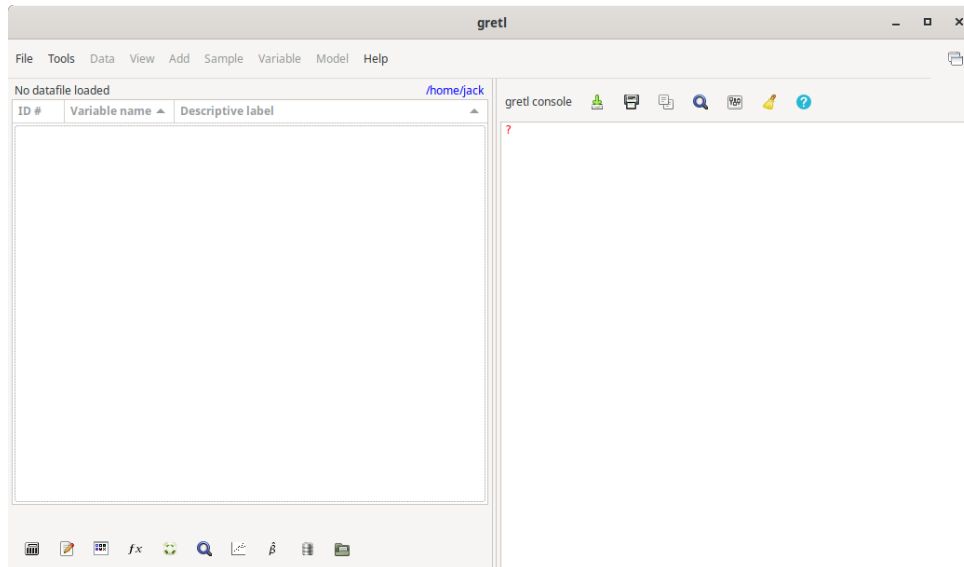 gretl
File Tools Data View Add Sample Variable Model Help
No datafile loaded /home/jack
ID # Variable name Descriptive label
gretl console
?
fx β̂